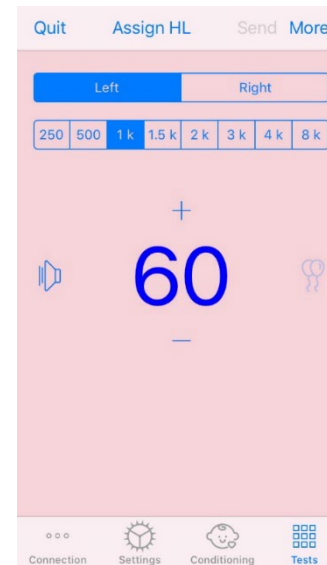 Quit Assign HL Send More
Left Right
250 500 1 k 1.5 k 2 k 3 k 4 k 8 k
+
60
−
Connection Settings Conditioning Tests